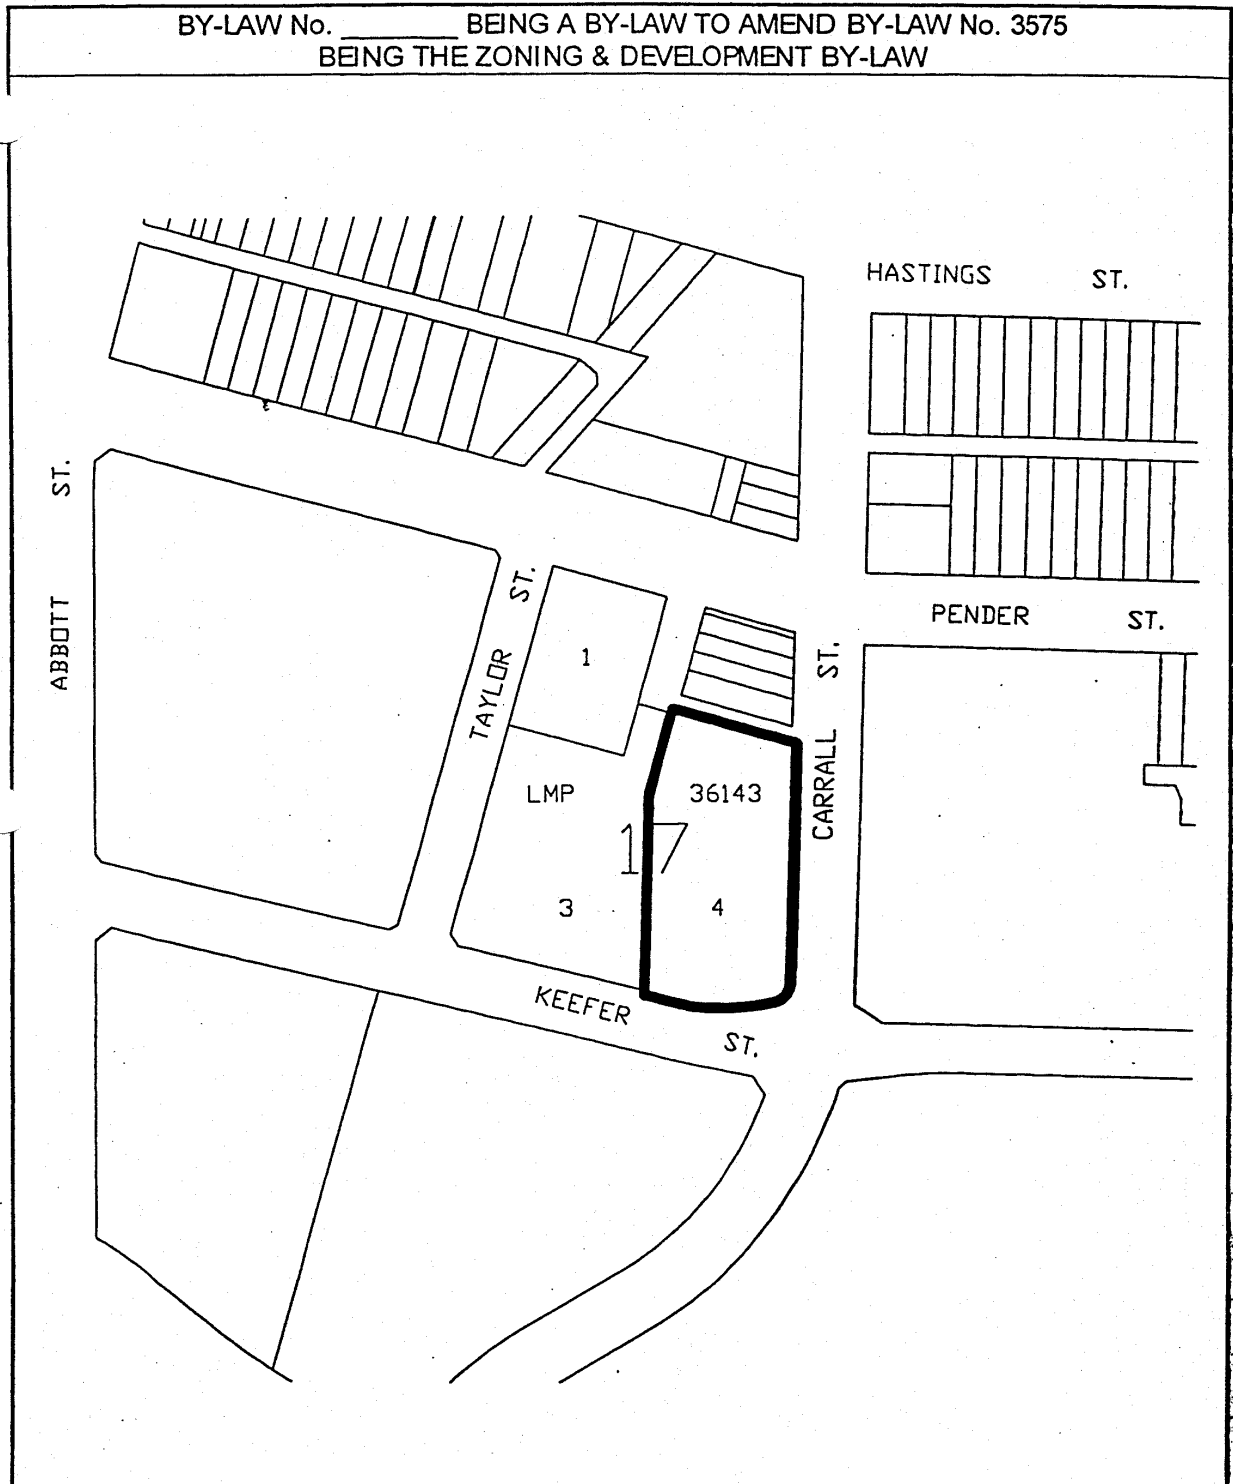 BY-LAW No. ________ BEING A BY-LAW TO AMEND BY-LAW No. 3575
BEING THE ZONING & DEVELOPMENT BY-LAW
HASTINGS ST.
ABBOTT ST.
PENDER ST.
TAYLOR ST.
1
CARRALL ST.
LMP 36143
17
3
4
KEEFER ST.